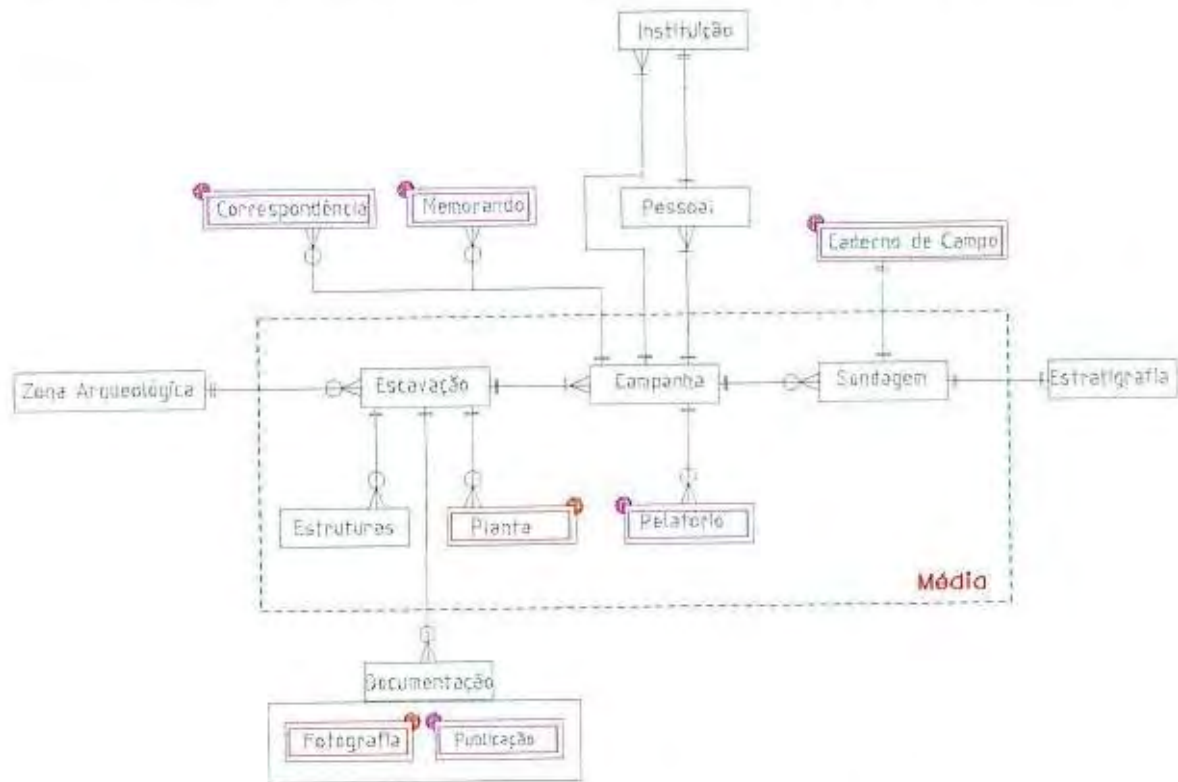 Instituição
Correspondência
Memorando
Pessoal
Caderno de Campo
Zona Arqueológica
Escavação
Campanha
Sondagem
Estratigrafia
Estruturas
Planta
Relatorio
Média
Documentação
Fotografia
Publicação